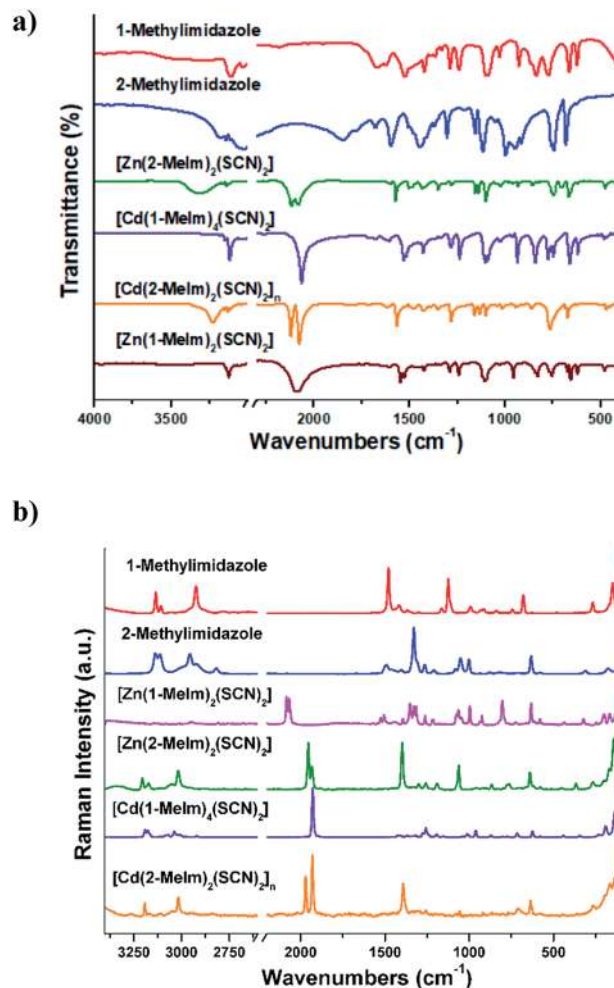 a)
1-Methylimidazole
2-Methylimidazole
[Zn(2-MeIm)₂(SCN)₂]
[Cd(1-MeIm)₄(SCN)₂]
[Cd(2-MeIm)₂(SCN)₂]ₙ
[Zn(1-MeIm)₂(SCN)₂]
Transmittance (%)
4000 3500 2000 1500 1000 500
Wavenumbers (cm⁻¹)
b)
1-Methylimidazole
2-Methylimidazole
[Zn(1-MeIm)₂(SCN)₂]
[Zn(2-MeIm)₂(SCN)₂]
[Cd(1-MeIm)₄(SCN)₂]
[Cd(2-MeIm)₂(SCN)₂]ₙ
Raman Intensity (a.u.)
3250 3000 2750 2000 1500 1000 500
Wavenumbers (cm⁻¹)